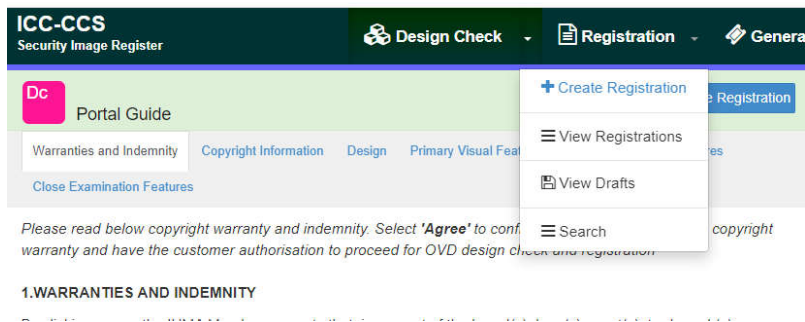 ICC-CCS
Security Image Register
Design Check
Registration
Genera
Dc
Portal Guide
Create Registration
Registration
Warranties and Indemnity
Copyright Information
Design
Primary Visual Feat
View Registrations
Close Examination Features
View Drafts
Search
Please read below copyright warranty and indemnity. Select 'Agree' to conf copyright
warranty and have the customer authorisation to proceed for OVD design check and registration
1.WARRANTIES AND INDEMNITY